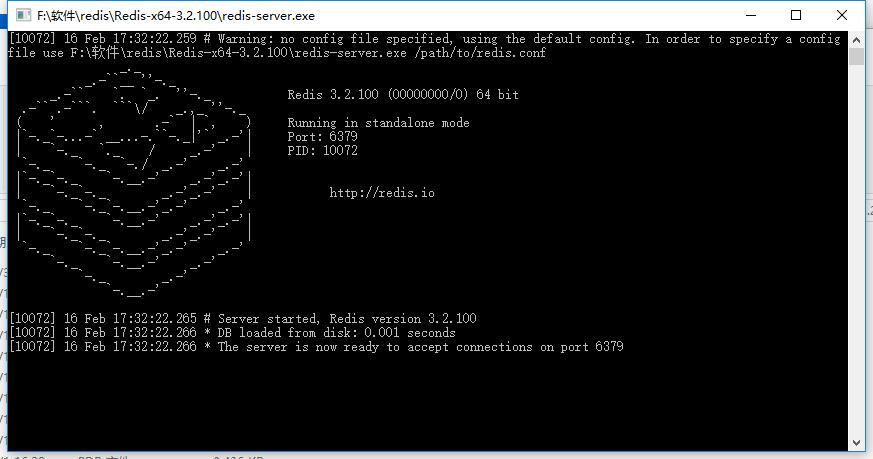 F:\软件\redis\Redis-x64-3.2.100\redis-server.exe
[10072] 16 Feb 17:32:22.259 # Warning: no config file specified, using the default config. In order to specify a config
file use F:\软件\redis\Redis-x64-3.2.100\redis-server.exe /path/to/redis.conf
Redis 3.2.100 (00000000/0) 64 bit
Running in standalone mode
Port: 6379
PID: 10072
http://redis.io
[10072] 16 Feb 17:32:22.265 # Server started, Redis version 3.2.100
[10072] 16 Feb 17:32:22.266 * DB loaded from disk: 0.001 seconds
[10072] 16 Feb 17:32:22.266 * The server is now ready to accept connections on port 6379